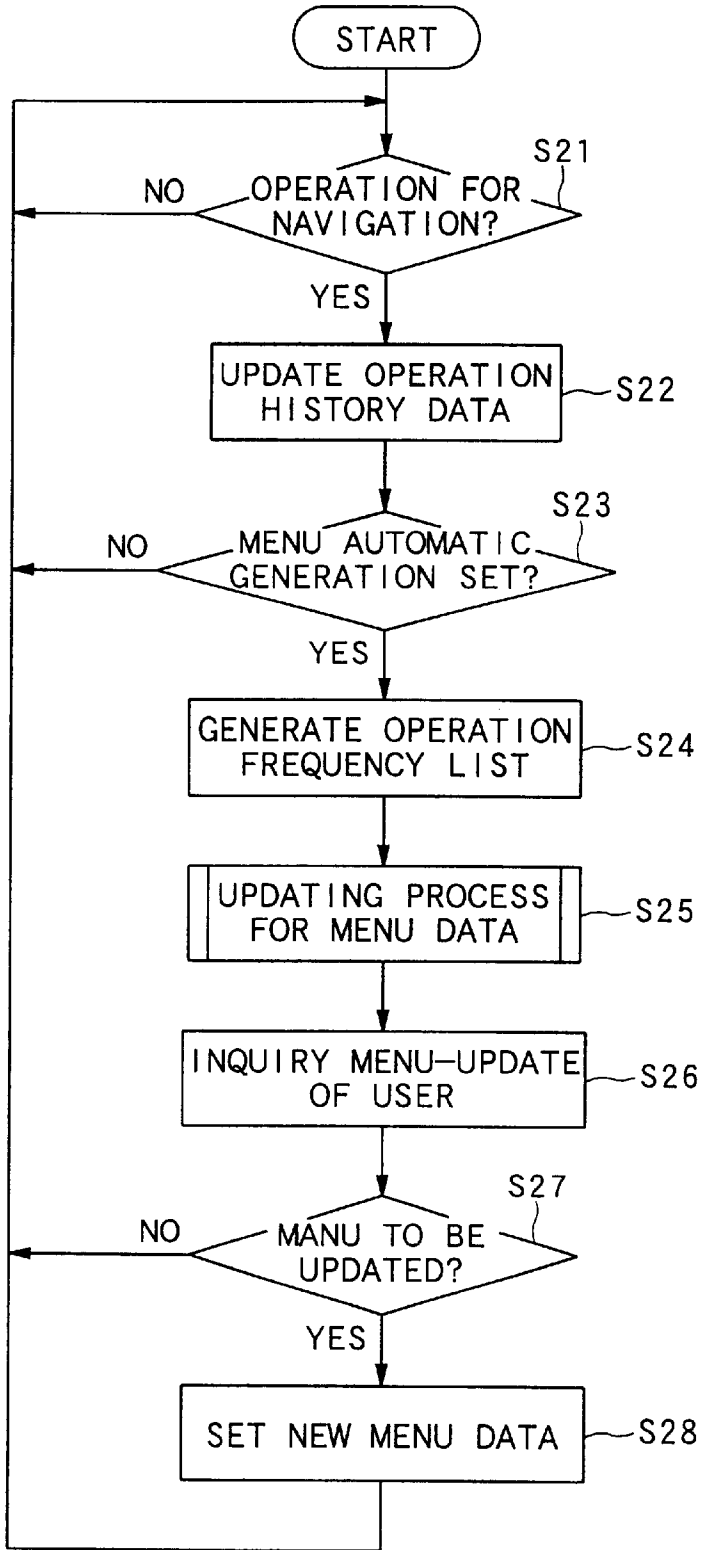 START
S21
NO
OPERATION FOR
NAVIGATION?
YES
UPDATE OPERATION
HISTORY DATA
S22
S23
NO
MENU AUTOMATIC
GENERATION SET?
YES
GENERATE OPERATION
FREQUENCY LIST
S24
UPDATING PROCESS
FOR MENU DATA
S25
INQUIRY MENU-UPDATE
OF USER
S26
S27
NO
MANU TO BE
UPDATED?
YES
SET NEW MENU DATA
S28